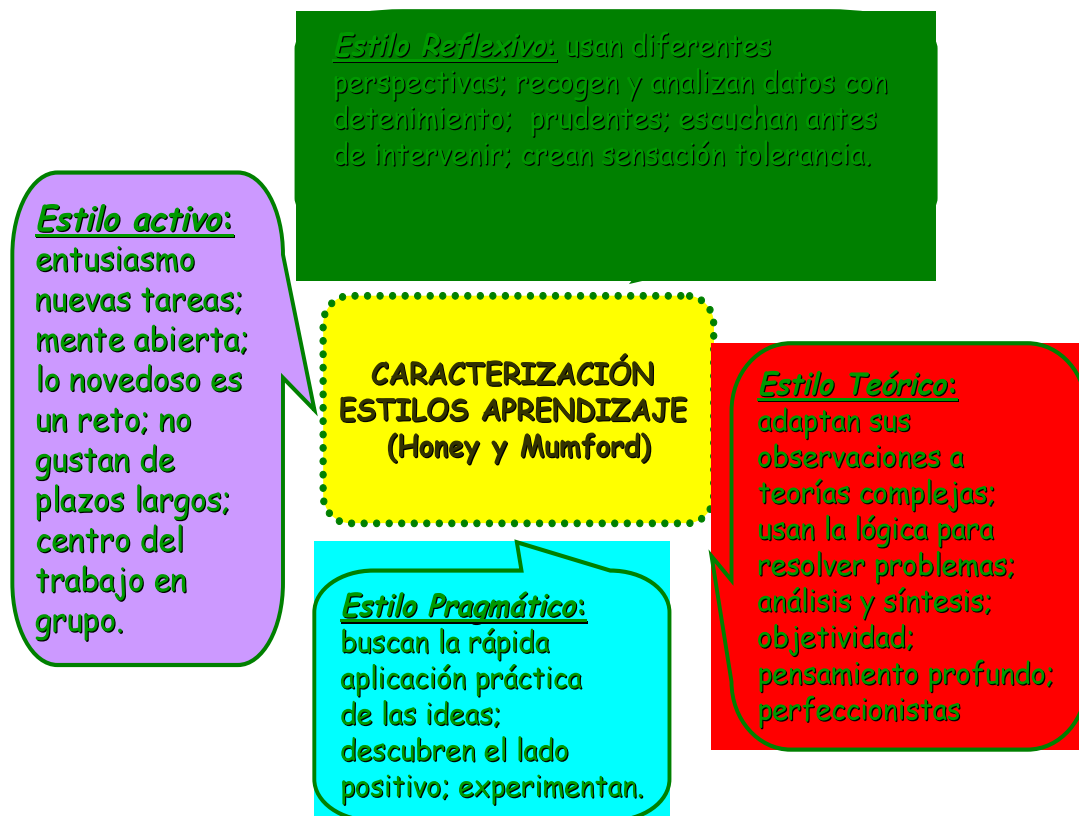 Estilo Reflexivo: usan diferentes
perspectivas; recogen y analizan datos con
detenimiento; prudentes; escuchan antes
de intervenir; crean sensación tolerancia.
Estilo activo:
entusiasmo
nuevas tareas;
mente abierta;
lo novedoso es
un reto; no
gustan de
plazos largos;
centro del
trabajo en
grupo.
CARACTERIZACIÓN
ESTILOS APRENDIZAJE
(Honey y Mumford)
Estilo Teórico:
adaptan sus
observaciones a
teorías complejas;
usan la lógica para
resolver problemas;
análisis y síntesis;
objetividad;
pensamiento profundo;
perfeccionistas
Estilo Pragmático:
buscan la rápida
aplicación práctica
de las ideas;
descubren el lado
positivo; experimentan.